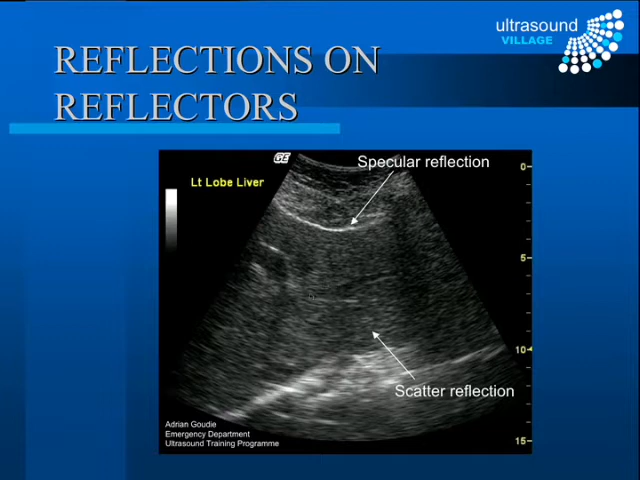 ultrasound
VILLAGE
REFLECTIONS ON
REFLECTORS
GE
Specular reflection
0
Lt Lobe Liver
5
10
Scatter reflection
Adrian Goudie
Emergency Department
Ultrasound Training Programme
15